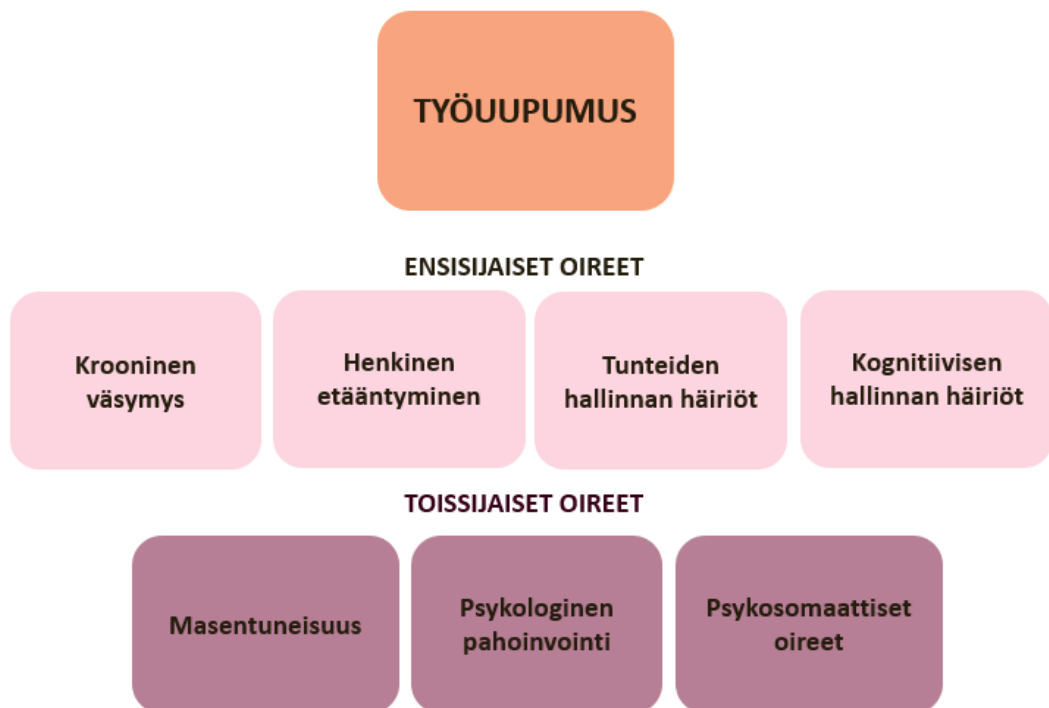 TYÖUUPUMUS
ENSISIJAISET OIREET
Krooninen
väsymys
Henkinen
etääntyminen
Tunteiden
hallinnan häiriöt
Kognitiivisen
hallinnan häiriöt
TOISSIJAISET OIREET
Masentuneisuus
Psykologinen
pahoinvointi
Psykosomaattiset
oireet